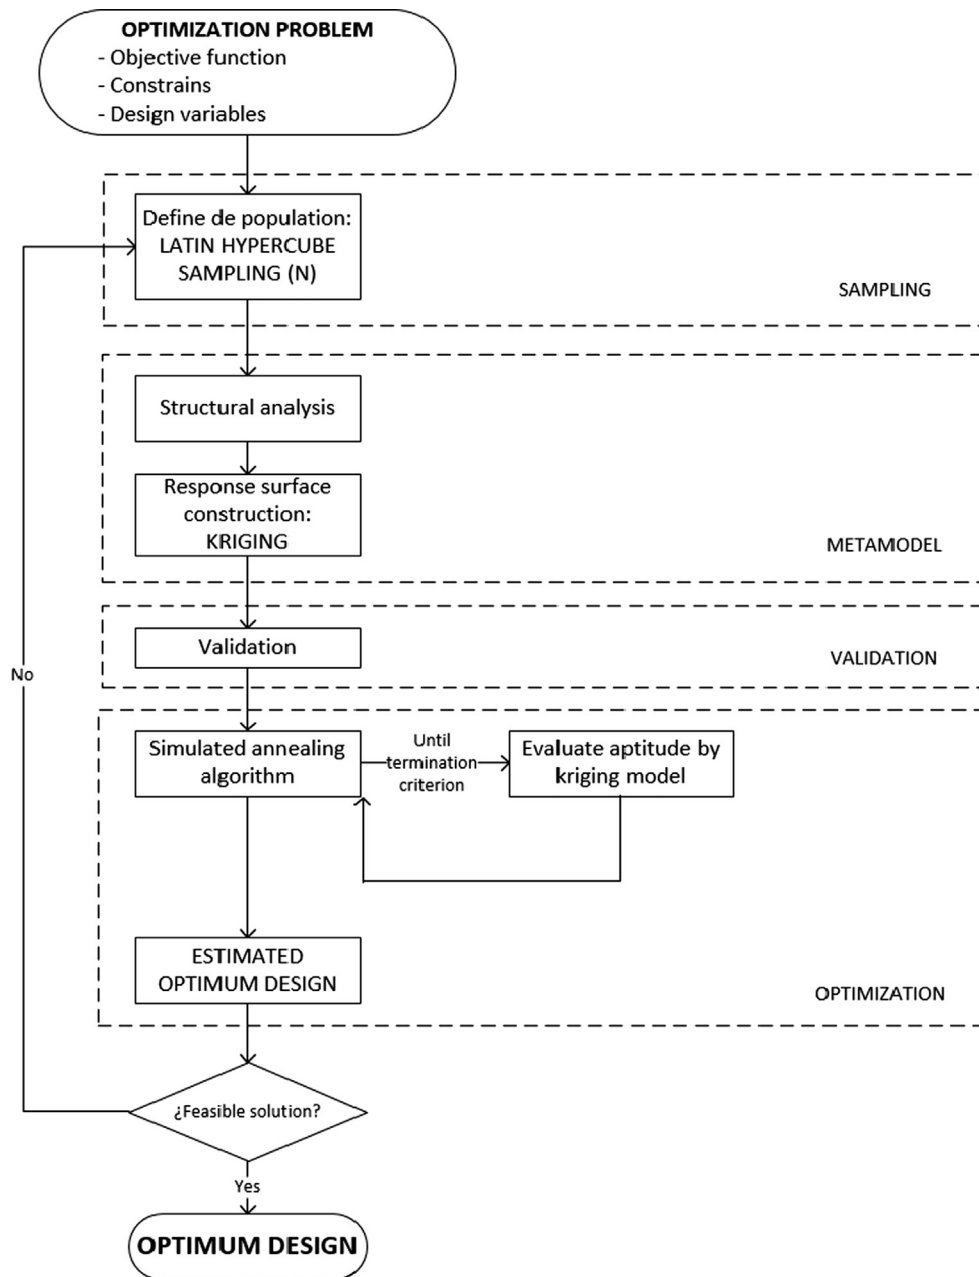 OPTIMIZATION PROBLEM
- Objective function
- Constrains
- Design variables
Define de population:
LATIN HYPERCUBE
SAMPLING (N)
SAMPLING
Structural analysis
Response surface
construction:
KRIGING
METAMODEL
Validation
VALIDATION
No
Simulated annealing
algorithm
Until
termination
criterion
Evaluate aptitude by
kriging model
ESTIMATED
OPTIMUM DESIGN
OPTIMIZATION
¿Feasible solution?
Yes
OPTIMUM DESIGN